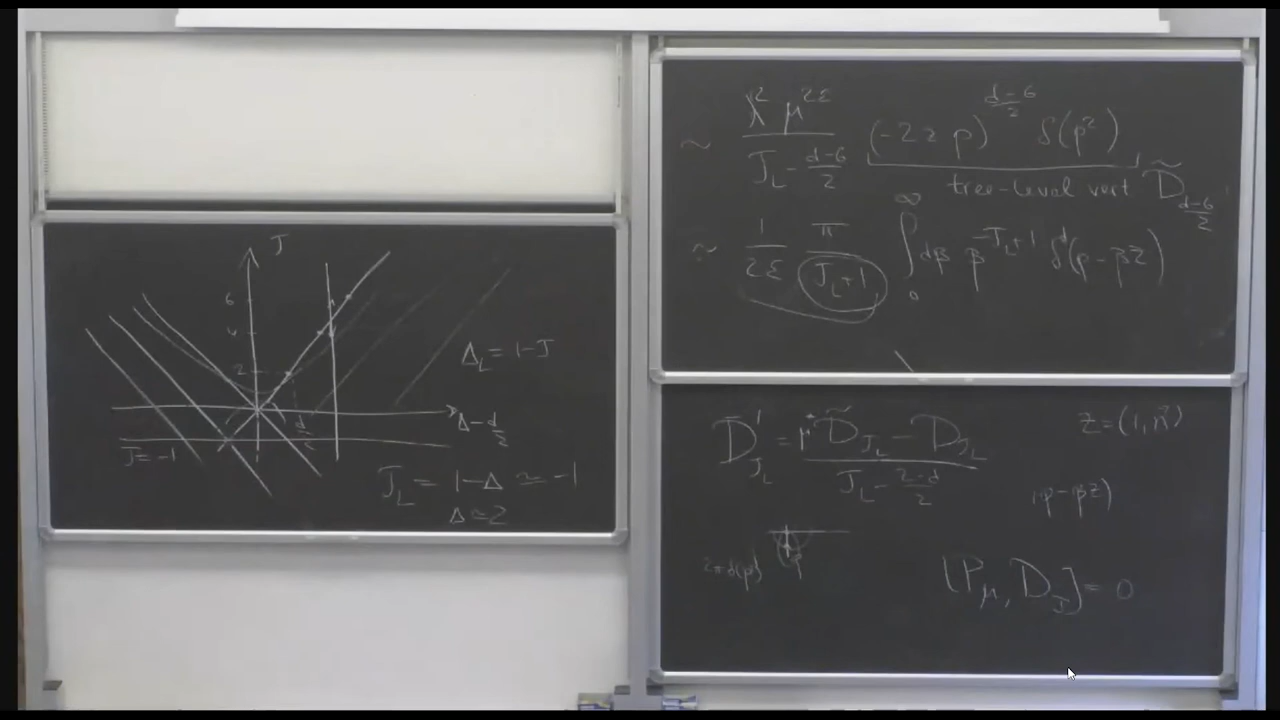 J
6
4
2
Δ_L = 1-J
Δ - d/2
d/2
J=-1
J_L = 1-Δ ≃ -1
Δ ≃ 2
~ λ² μ^{2ε} / (J_L - (d-6)/2) (-2z p)^{(d-6)/2} δ(p²)
tree-level vert D̃_{(d-6)/2}
~ 1/(2ε) π/(J_L+1) ∫_0^∞ dβ β^{-J_L+1} δ^d(p-βz)
D'_{J_L} = (D̃_{J_L} - D_{J_L}) / (J_L - (2-d)/2)
z=(1,n⃗)
p-βz)
[P_μ, D_I] = 0